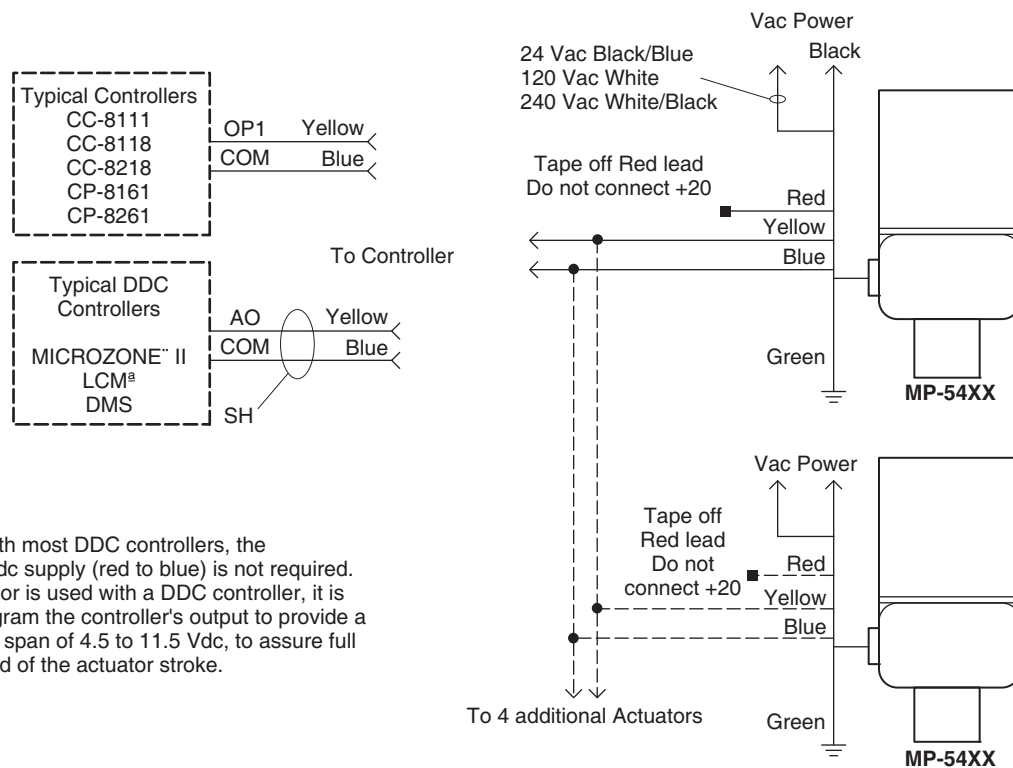 Typical Controllers
CC-8111
CC-8118
CC-8218
CP-8161
CP-8261
OP1 Yellow
COM Blue
Typical DDC
Controllers
MICROZONE¨ II
LCMª
DMS
AO Yellow
COM Blue
SH
To Controller
th most DDC controllers, the
dc supply (red to blue) is not required.
or is used with a DDC controller, it is
gram the controller's output to provide a
span of 4.5 to 11.5 Vdc, to assure full
d of the actuator stroke.
Vac Power
24 Vac Black/Blue
120 Vac White
240 Vac White/Black
Black
Tape off Red lead
Do not connect +20
Red
Yellow
Blue
Green
MP-54XX
Vac Power
Tape off
Red lead
Do not
connect +20
Red
Yellow
Blue
To 4 additional Actuators
Green
MP-54XX